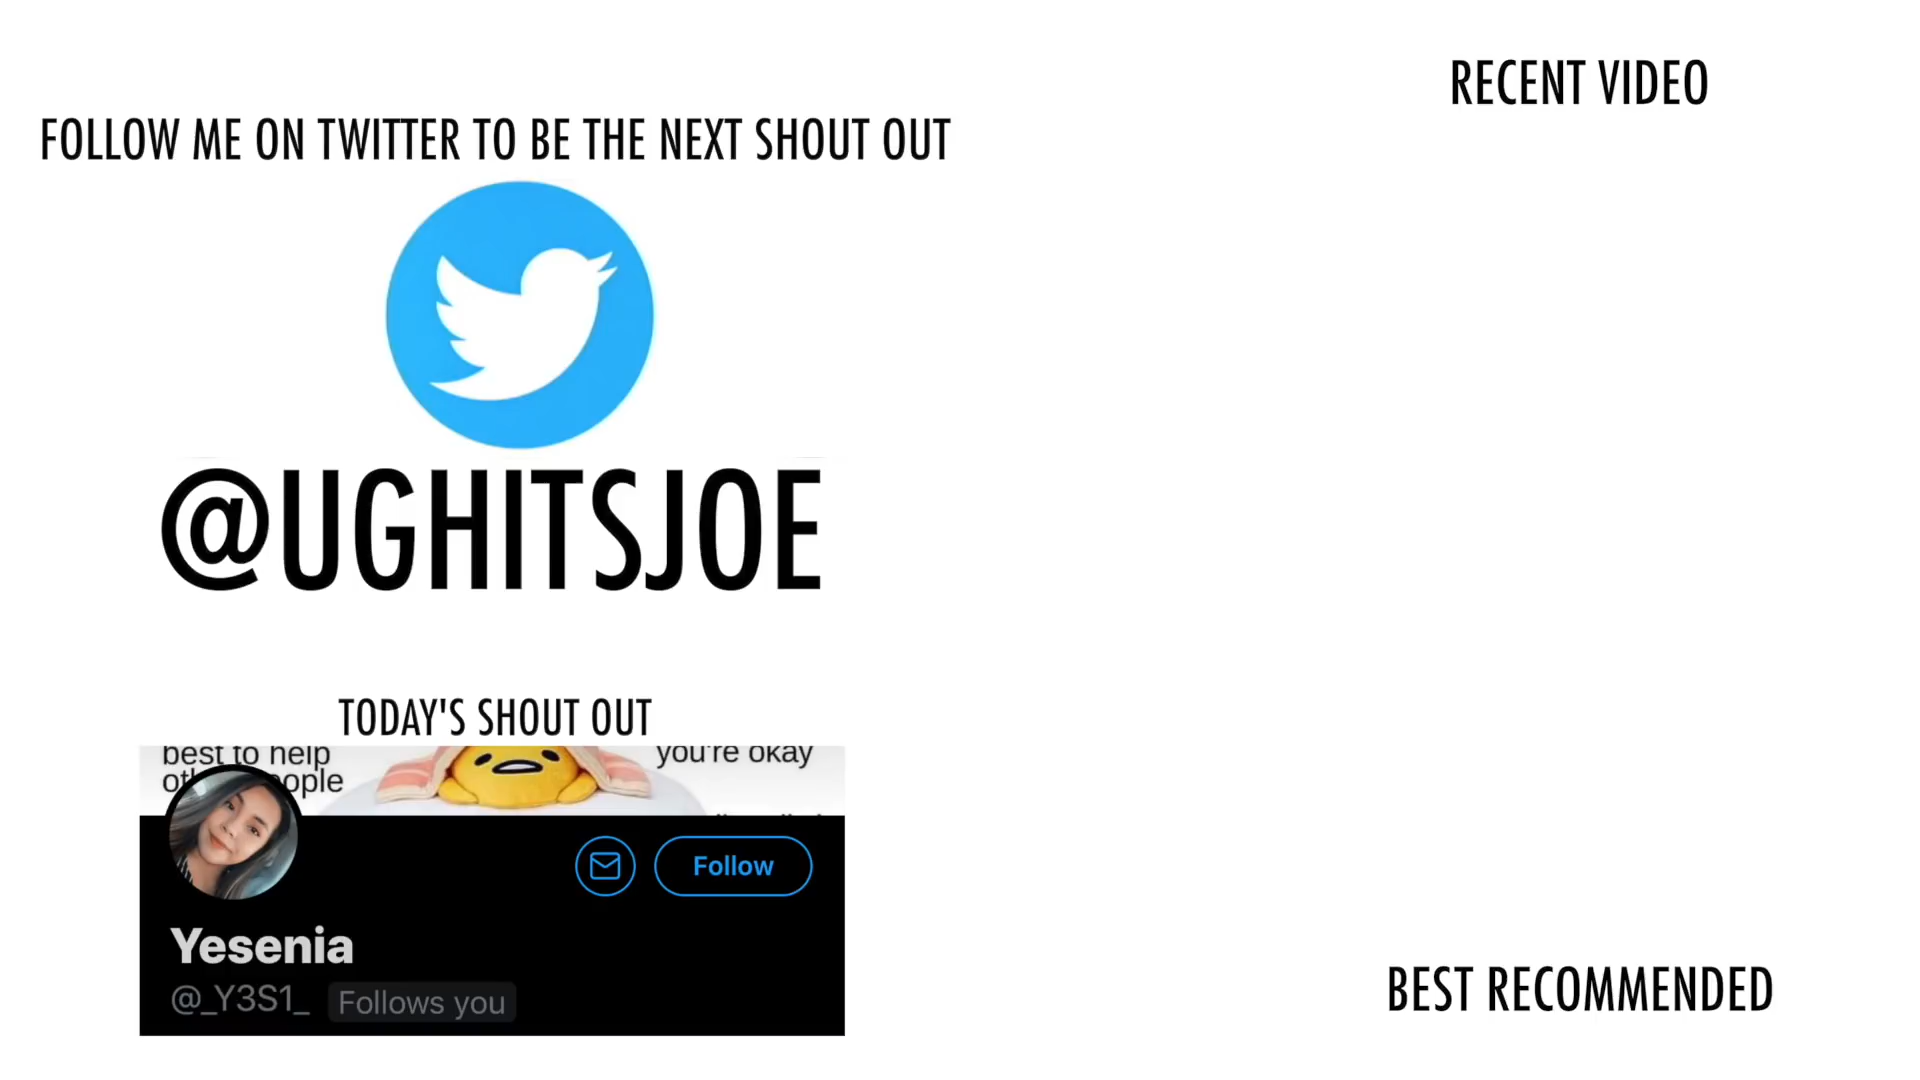 RECENT VIDEO
FOLLOW ME ON TWITTER TO BE THE NEXT SHOUT OUT
@UGHITSJOE
TODAY'S SHOUT OUT
best to help
you're okay
people
Follow
Yesenia
@_Y3S1_ Follows you
BEST RECOMMENDED